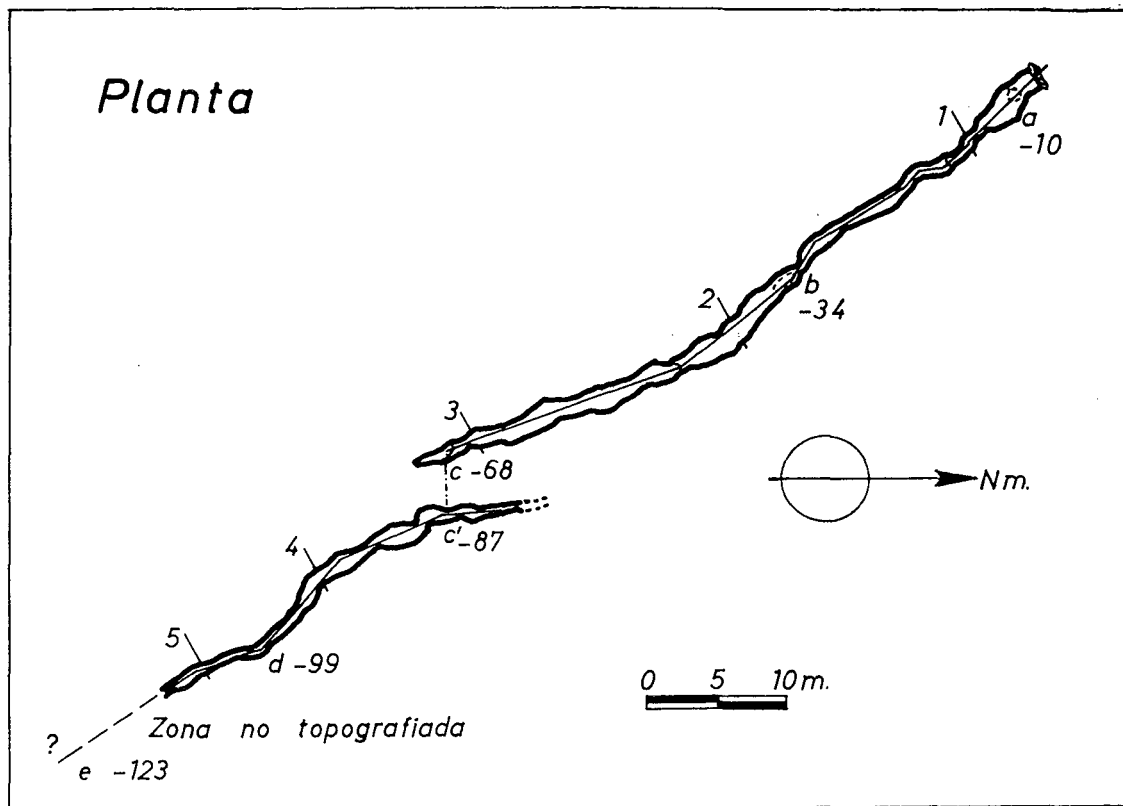 Planta
1
a
-10
b
-34
2
3
c -68
Nm.
c' -87
4
5
d -99
0 5 10 m.
Zona no topografiada
?
e -123